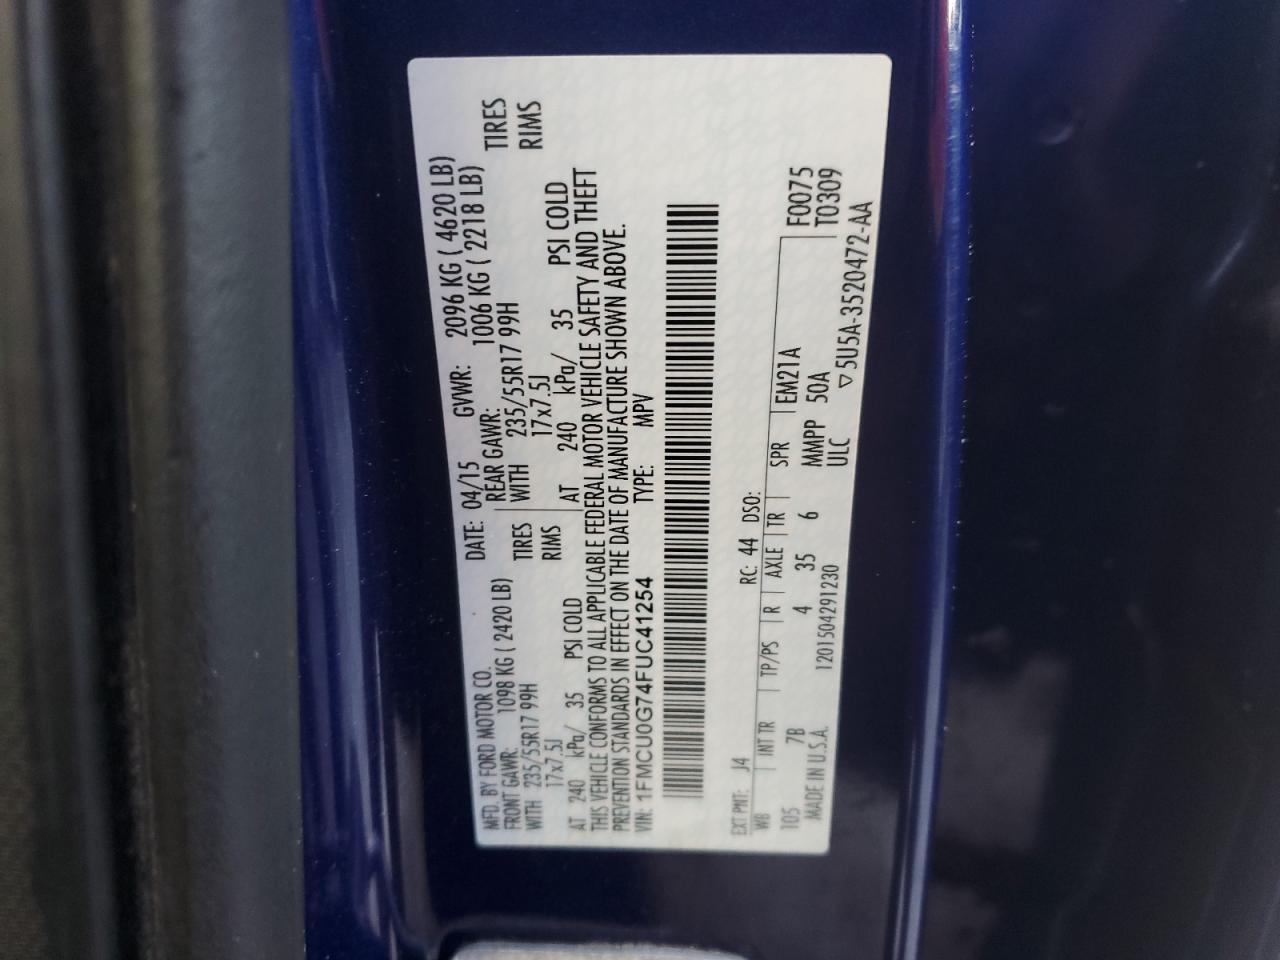 MFD. BY FORD MOTOR CO. DATE: 04/15 GVWR: 2096 KG ( 4620 LB)
FRONT GAWR: 1098 KG ( 2420 LB) REAR GAWR: 1006 KG ( 2218 LB)
WITH 235/55R17 99H TIRES WITH 235/55R17 99H TIRES
17x7.5J RIMS 17x7.5J RIMS
AT 240 kPa/ 35 PSI COLD AT 240 kPa/ 35 PSI COLD
THIS VEHICLE CONFORMS TO ALL APPLICABLE FEDERAL MOTOR VEHICLE SAFETY AND THEFT
PREVENTION STANDARDS IN EFFECT ON THE DATE OF MANUFACTURE SHOWN ABOVE.
VIN: 1FMCU0G74FUC41254 TYPE: MPV
EXT PNT: J4 RC: 44 DSO:
WB INT TR TP/PS R AXLE TR SPR EM21A F0075
105 7B 4 35 6 MMPP 50A T0309
MADE IN U.S.A. 1201504291230 ULC ▽5U5A-3520472-AA